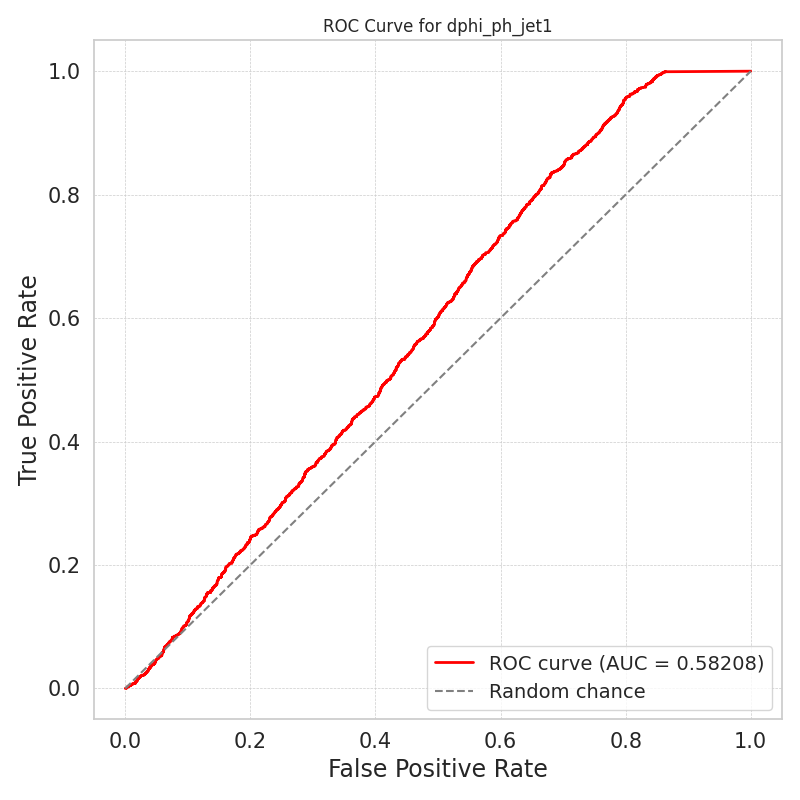 ROC Curve for dphi_ph_jet1
1.0
0.8
0.6
0.4
0.2
0.0
True Positive Rate
ROC curve (AUC = 0.58208)
Random chance
0.0 0.2 0.4 0.6 0.8 1.0
False Positive Rate